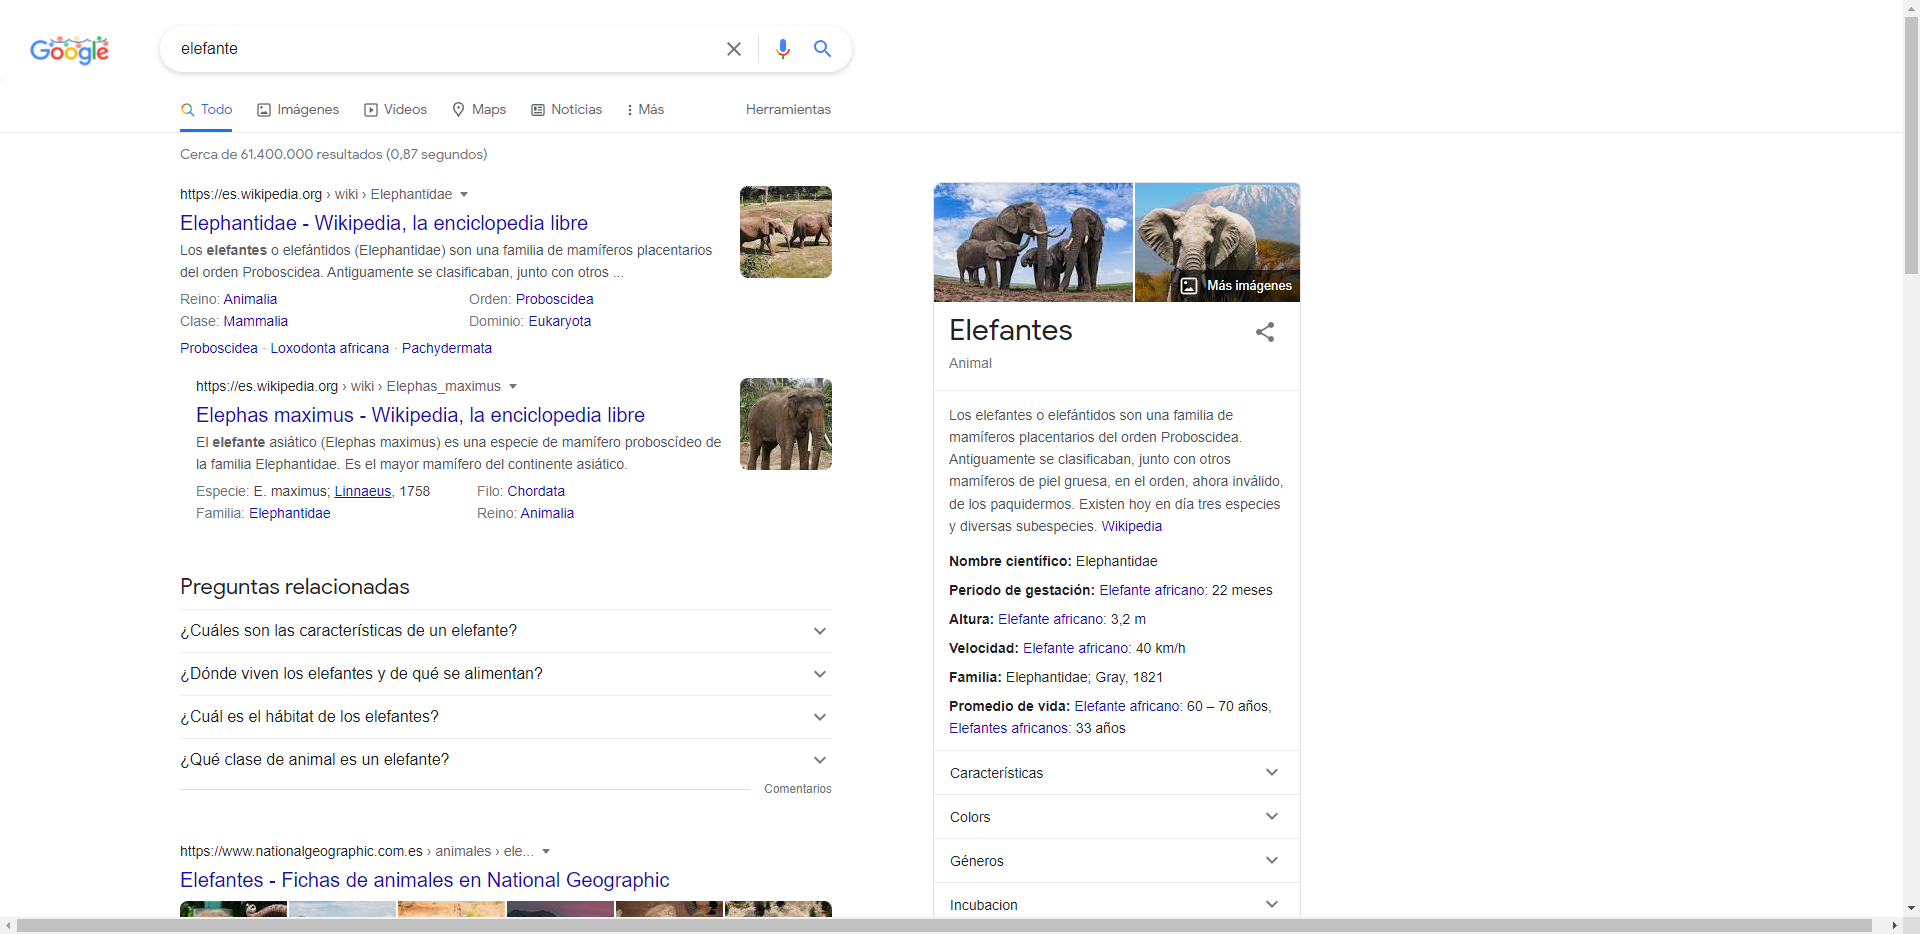 Google
elefante
Todo
Imágenes
Vídeos
Maps
Noticias
Más
Herramientas
Cerca de 61.400.000 resultados (0,87 segundos)
https://es.wikipedia.org › wiki › Elephantidae
Elephantidae - Wikipedia, la enciclopedia libre
Los elefantes o elefántidos (Elephantidae) son una familia de mamíferos placentarios
del orden Proboscidea. Antiguamente se clasificaban, junto con otros ...
Reino: Animalia
Orden: Proboscidea
Clase: Mammalia
Dominio: Eukaryota
Proboscidea · Loxodonta africana · Pachydermata
https://es.wikipedia.org › wiki › Elephas_maximus
Elephas maximus - Wikipedia, la enciclopedia libre
El elefante asiático (Elephas maximus) es una especie de mamífero proboscídeo de
la familia Elephantidae. Es el mayor mamífero del continente asiático.
Especie: E. maximus; Linnaeus, 1758
Filo: Chordata
Familia: Elephantidae
Reino: Animalia
Preguntas relacionadas
¿Cuáles son las características de un elefante?
¿Dónde viven los elefantes y de qué se alimentan?
¿Cuál es el hábitat de los elefantes?
¿Qué clase de animal es un elefante?
Comentarios
https://www.nationalgeographic.com.es › animales › ele...
Elefantes - Fichas de animales en National Geographic
Más imágenes
Elefantes
Animal
Los elefantes o elefántidos son una familia de
mamíferos placentarios del orden Proboscidea.
Antiguamente se clasificaban, junto con otros
mamíferos de piel gruesa, en el orden, ahora inválido,
de los paquidermos. Existen hoy en día tres especies
y diversas subespecies. Wikipedia
Nombre científico: Elephantidae
Periodo de gestación: Elefante africano: 22 meses
Altura: Elefante africano: 3,2 m
Velocidad: Elefante africano: 40 km/h
Familia: Elephantidae; Gray, 1821
Promedio de vida: Elefante africano: 60 – 70 años,
Elefantes africanos: 33 años
Características
Colors
Géneros
Incubacion